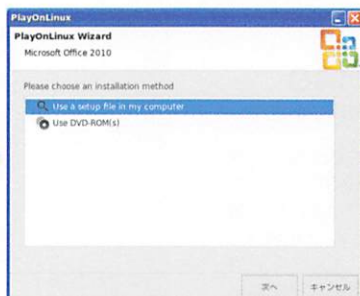 PlayOnLinux
PlayOnLinux Wizard
Microsoft Office 2010
Please choose an installation method
Use a setup file in my computer
Use DVD-ROM(s)
次へ
キャンセル